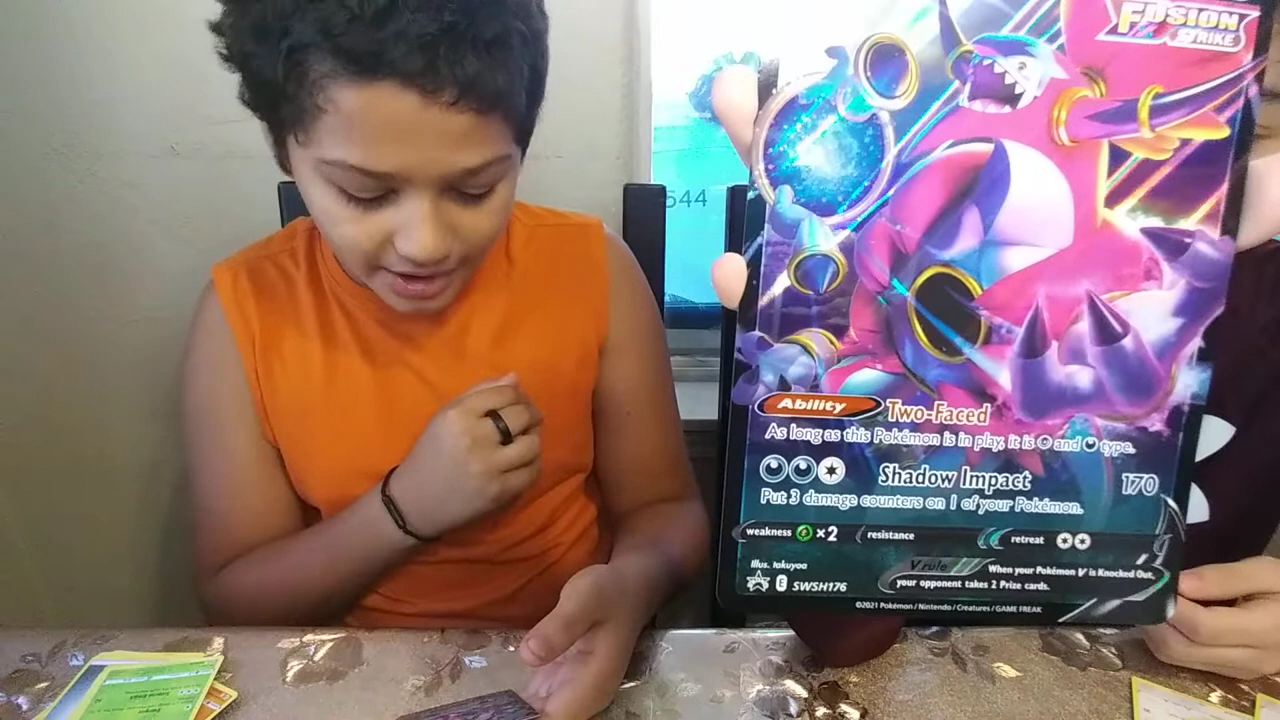 FUSION
STRIKE
544
Ability Two-Faced
As long as this Pokémon is in play, it is and type.
Shadow Impact 170
Put 3 damage counters on 1 of your Pokémon.
weakness ×2 resistance retreat
Illus. takuyoa
V rule When your Pokémon V is Knocked Out,
your opponent takes 2 Prize cards.
E SWSH176
©2021 Pokémon / Nintendo / Creatures / GAME FREAK